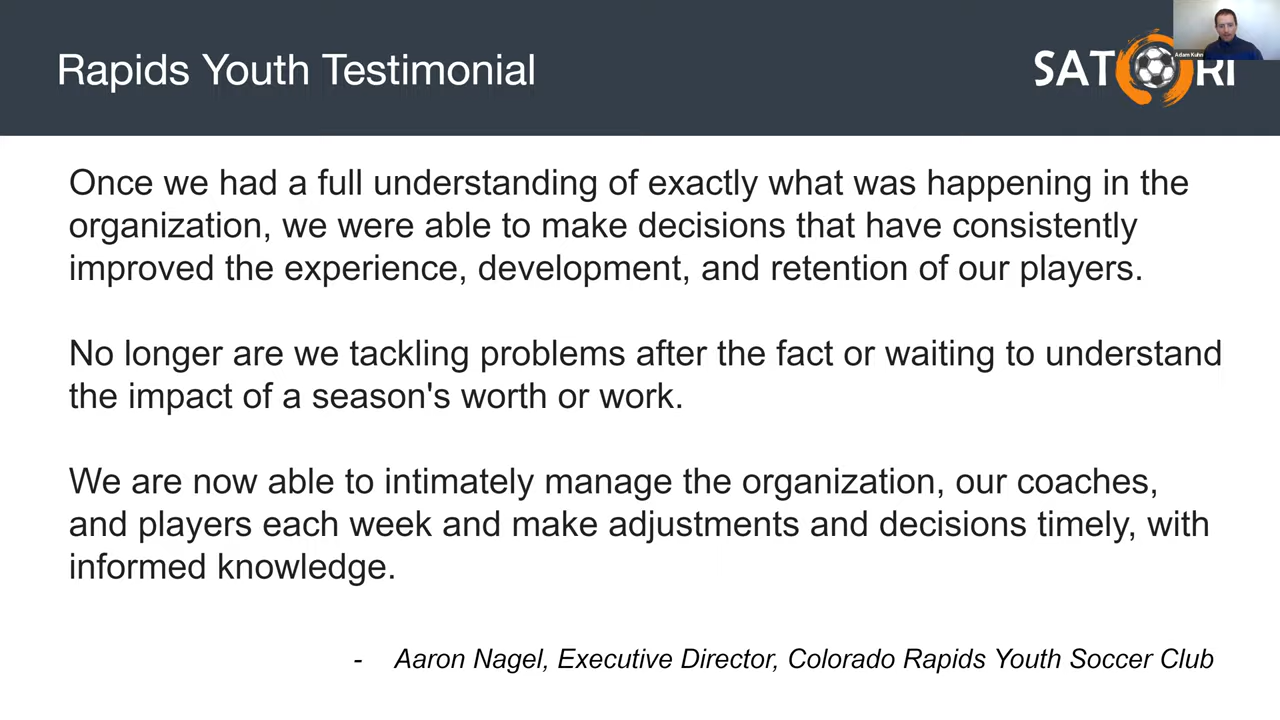 Rapids Youth Testimonial
SATORI
Adam Kuhn
Once we had a full understanding of exactly what was happening in the
organization, we were able to make decisions that have consistently
improved the experience, development, and retention of our players.
No longer are we tackling problems after the fact or waiting to understand
the impact of a season's worth or work.
We are now able to intimately manage the organization, our coaches,
and players each week and make adjustments and decisions timely, with
informed knowledge.
- Aaron Nagel, Executive Director, Colorado Rapids Youth Soccer Club